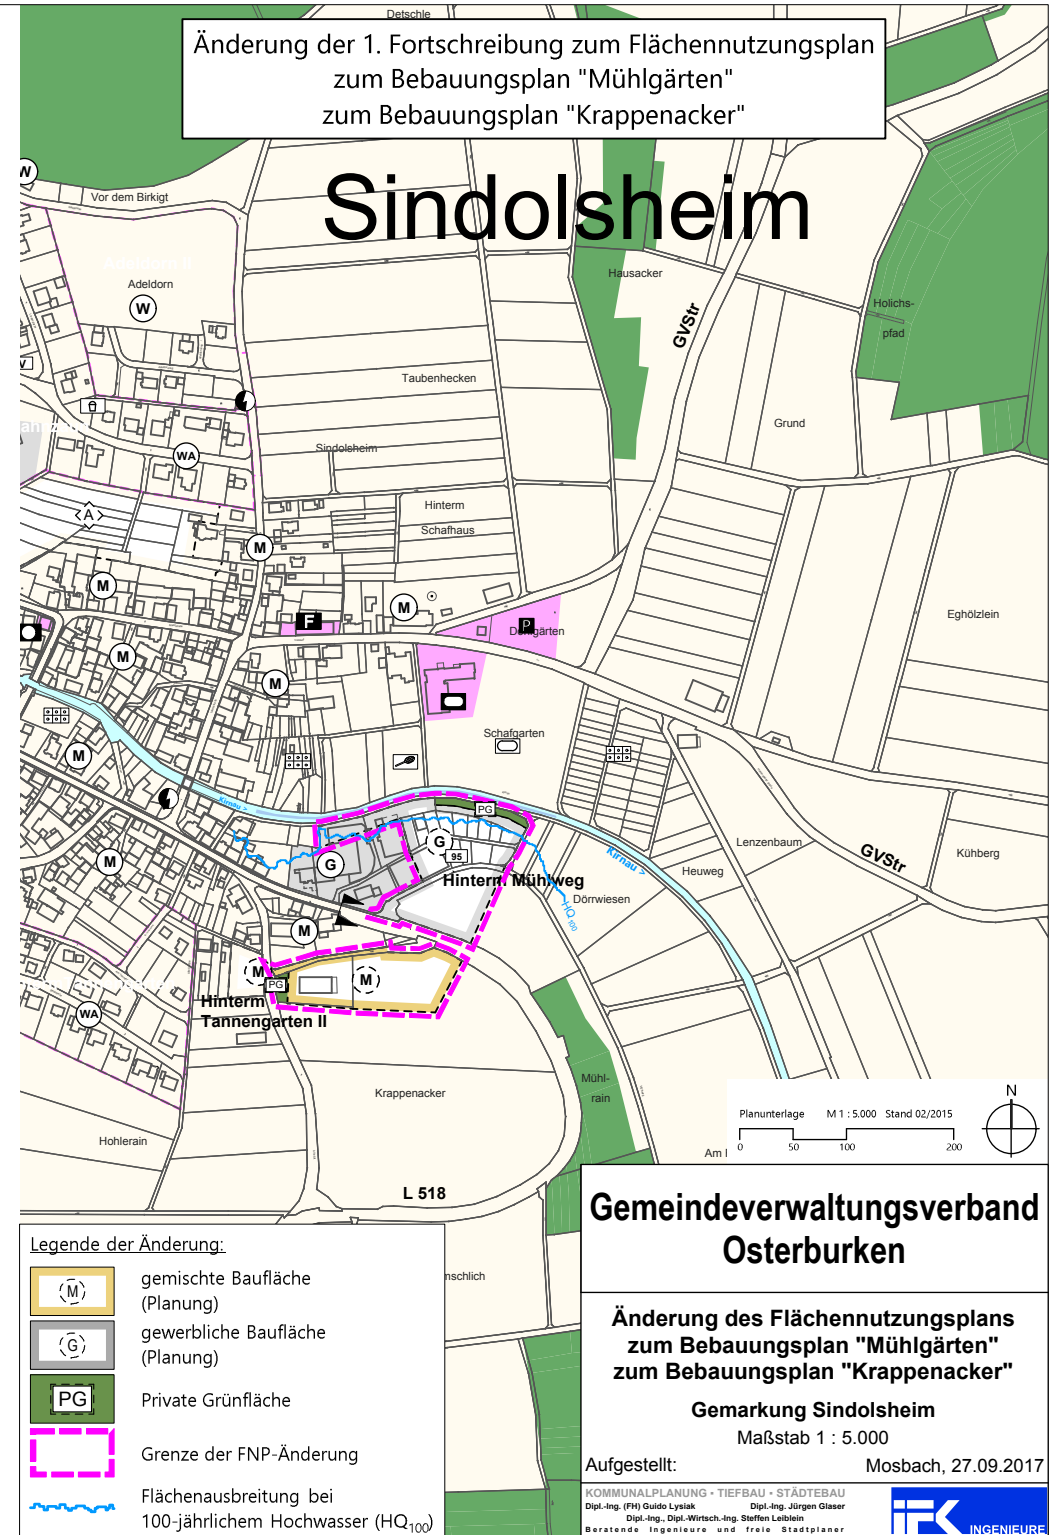 Detschle
Änderung der 1. Fortschreibung zum Flächennutzungsplan
zum Bebauungsplan "Mühlgärten"
zum Bebauungsplan "Krappenacker"
Sindolsheim
W
Vor dem Birkigt
Adeldorn
W
Hausacker
GVStr
Holichs-
pfad
Taubenhecken
Grund
Sindolsheim
WA
Hinterm
Schafhaus
A
M
M
M
F
P
Eghölzlein
M
M
Schafgarten
M
Kirnau >
PG
G
95
G
Hinterm Mühlweg
Kirnau >
Lenzenbaum
GVStr
Kühberg
Heuweg
Dörrwiesen
HQ100
M
M
M
M
PG
Hinterm
Tannengarten II
WA
Krappenacker
Mühl-
rain
Hohlerain
L 518
Planunterlage M 1 : 5.000 Stand 02/2015
0 50 100 200
N
Am
Gemeindeverwaltungsverband
Osterburken
Änderung des Flächennutzungsplans
zum Bebauungsplan "Mühlgärten"
zum Bebauungsplan "Krappenacker"
Gemarkung Sindolsheim
Maßstab 1 : 5.000
Aufgestellt: Mosbach, 27.09.2017
KOMMUNALPLANUNG • TIEFBAU • STÄDTEBAU
Dipl.-Ing. (FH) Guido Lysiak Dipl.-Ing. Jürgen Glaser
Dipl.-Ing., Dipl.-Wirtsch.-Ing. Steffen Leiblein
Beratende Ingenieure und freie Stadtplaner
IFK INGENIEURE
Legende der Änderung:
M gemischte Baufläche
(Planung)
G gewerbliche Baufläche
(Planung)
PG Private Grünfläche
Grenze der FNP-Änderung
Flächenausbreitung bei
100-jährlichem Hochwasser (HQ100)